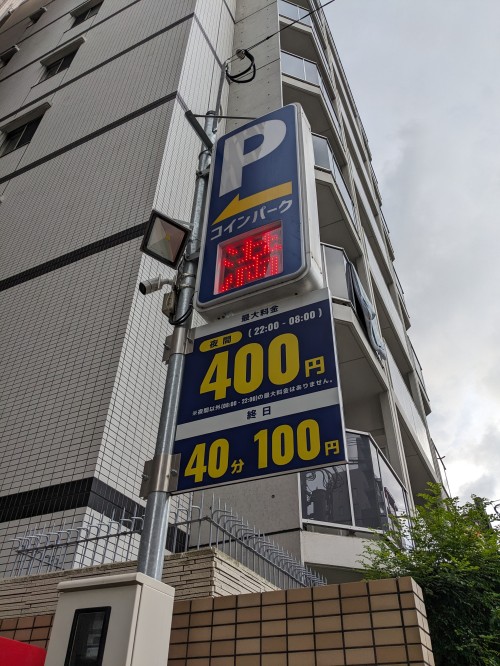 P
コインパーク
満
最大料金
夜間 (22:00 - 08:00)
400円
※夜間以外(08:00 - 22:00)の最大料金はありません。
終日
40分 100円